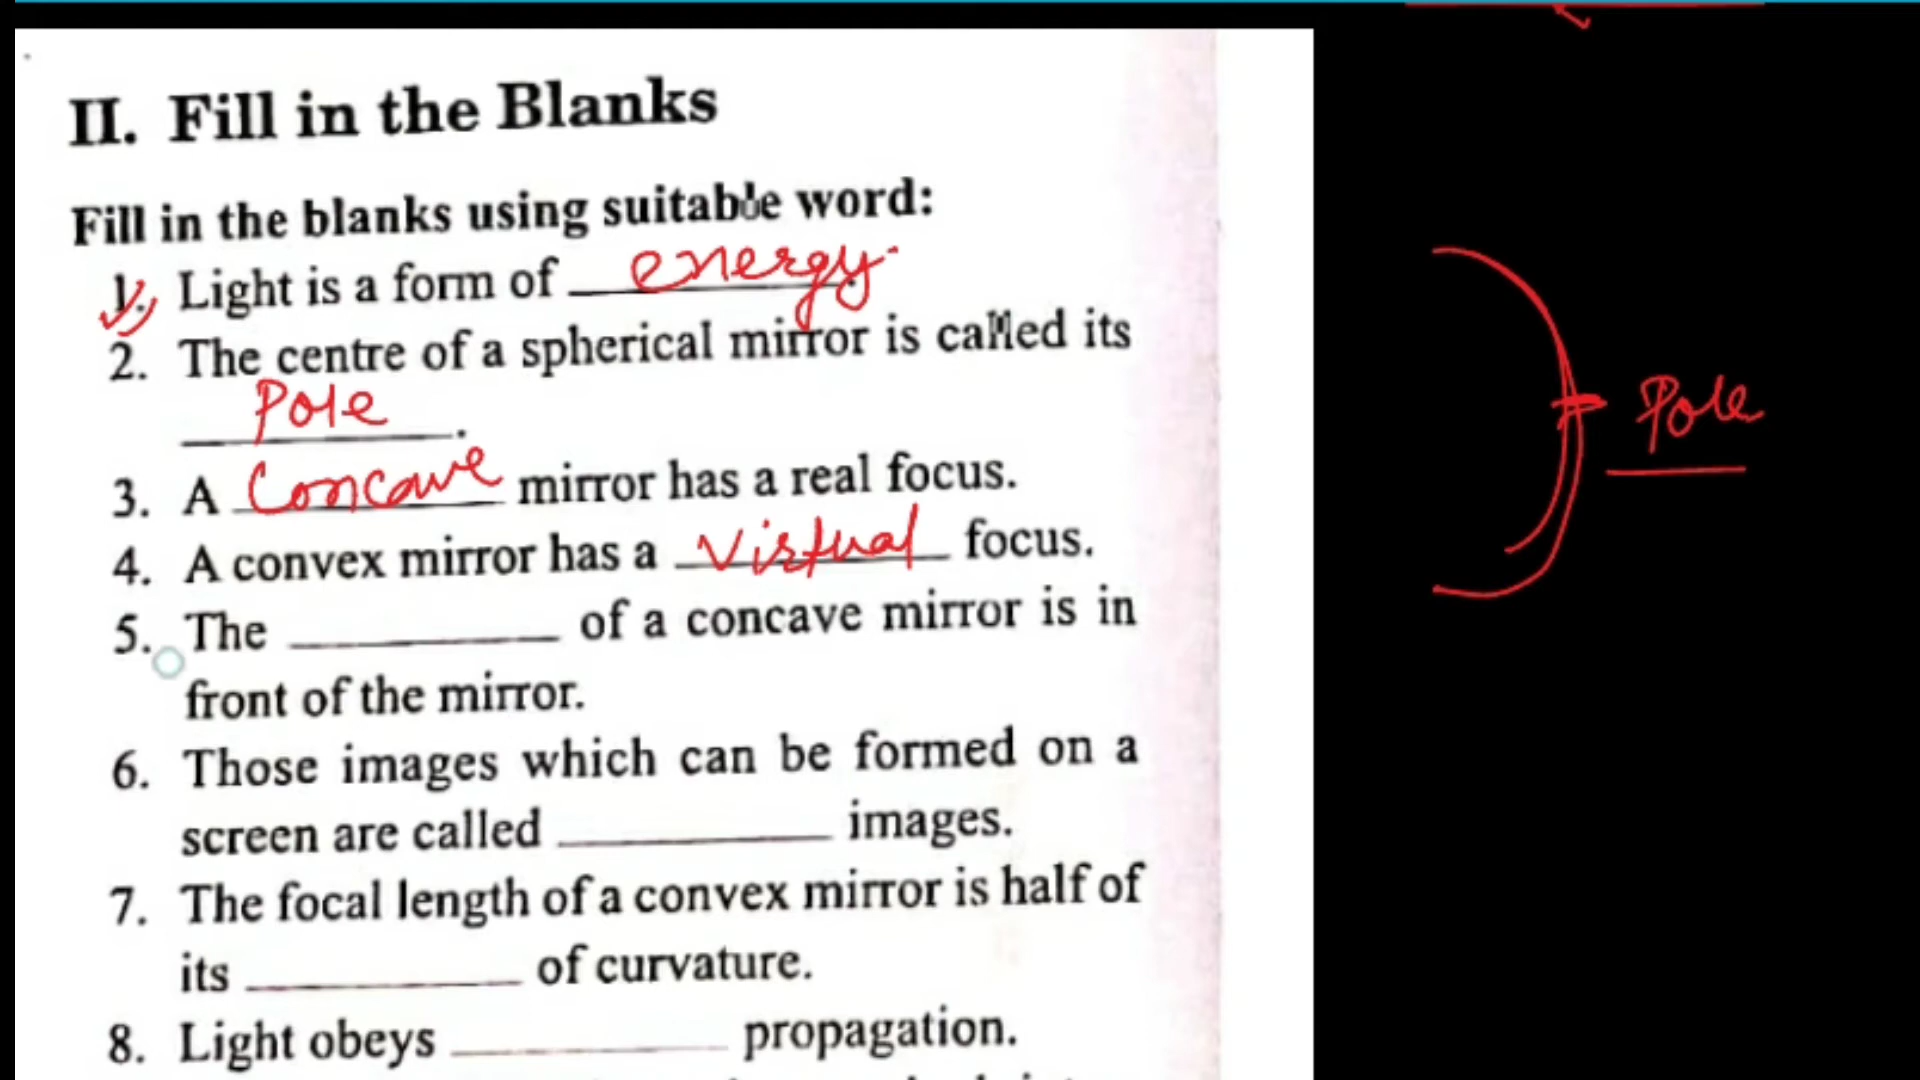 II. Fill in the Blanks
Fill in the blanks using suitable word:
1. Light is a form of energy.
2. The centre of a spherical mirror is called its
Pole.
3. A Concave mirror has a real focus.
4. A convex mirror has a virtual focus.
5. The __________ of a concave mirror is in
front of the mirror.
6. Those images which can be formed on a
screen are called __________ images.
7. The focal length of a convex mirror is half of
its __________ of curvature.
8. Light obeys __________ propagation.
Pole